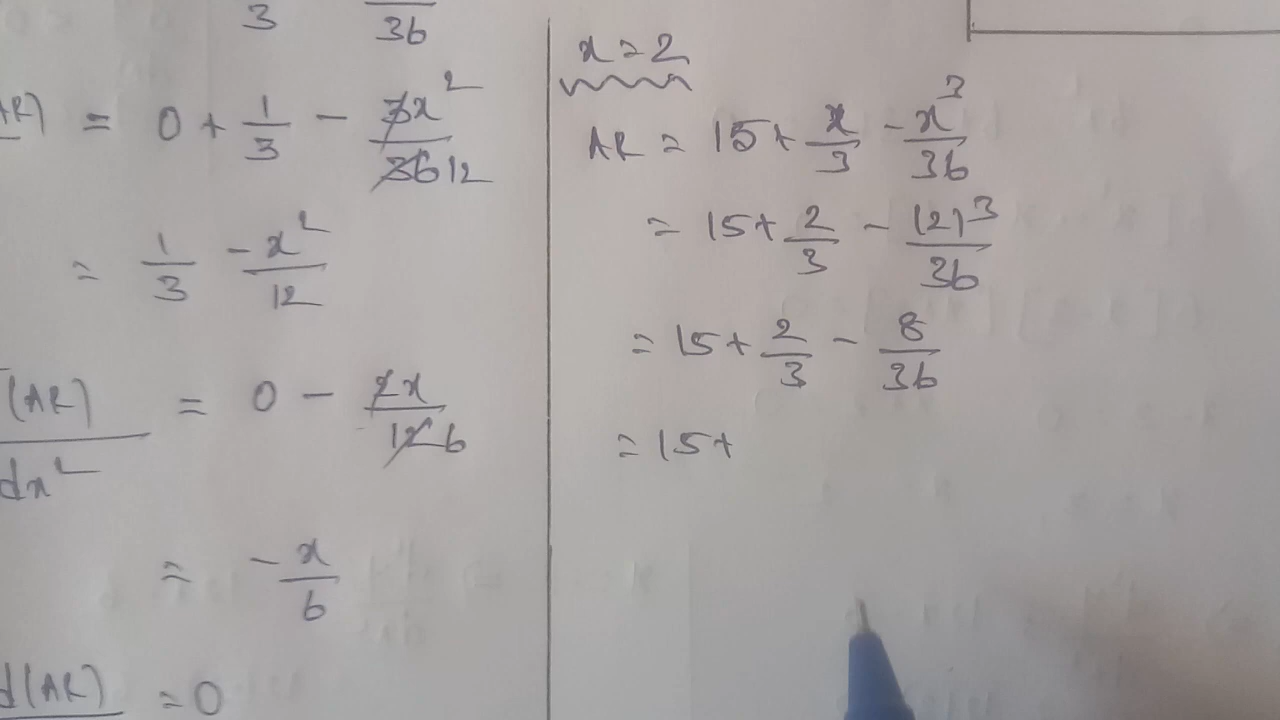 3 36
AR) = 0 + 1/3 - 3x²/36 12
= 1/3 - x²/12
(AR)/dx² = 0 - 2x/12 6
= - x/6
d(AR) = 0
x = 2
AR = 15 + x/3 - x³/36
= 15 + 2/3 - (2)³/36
= 15 + 2/3 - 8/36
= 15 +